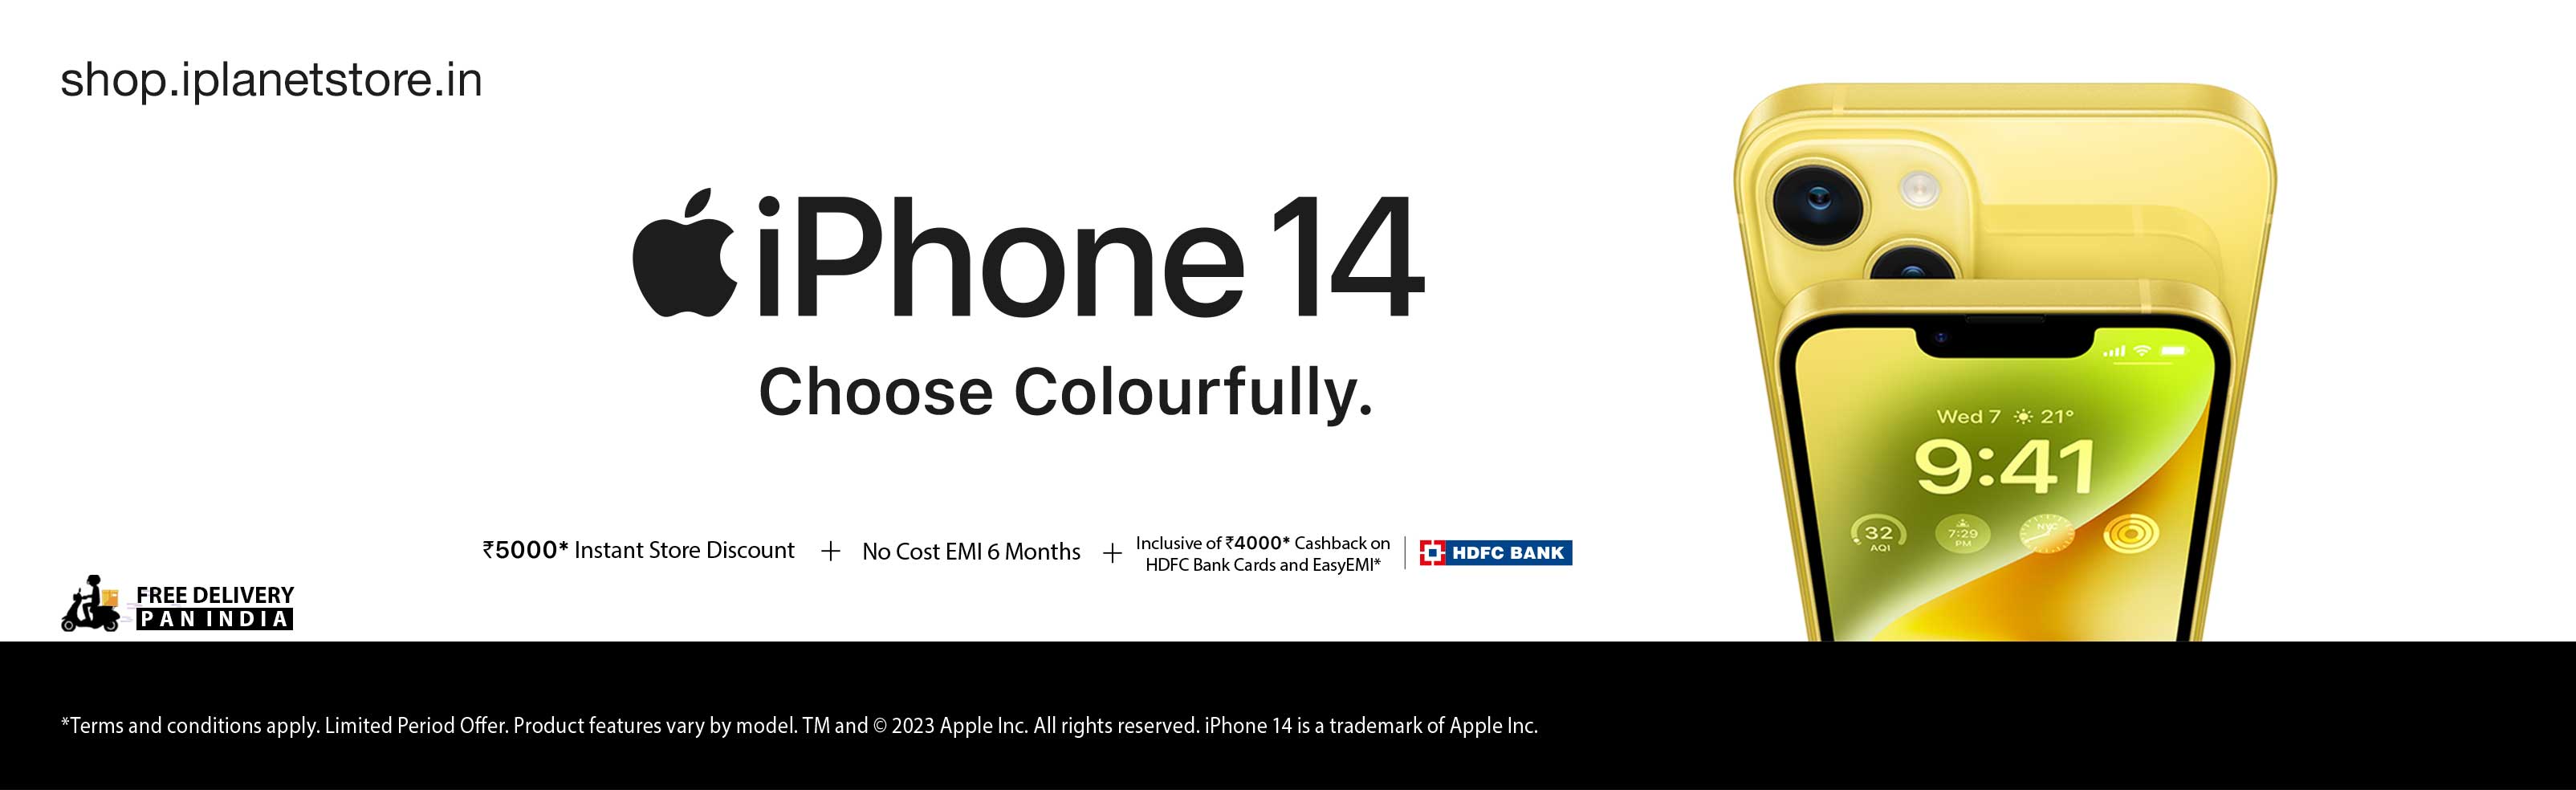 shop.iplanetstore.in
iPhone 14
Choose Colourfully.
₹5000* Instant Store Discount + No Cost EMI 6 Months + Inclusive of ₹4000* Cashback on
HDFC Bank Cards and EasyEMI*
HDFC BANK
Wed 7 21°
9:41
32
AQI
7:29
PM
NYC
FREE DELIVERY
PAN INDIA
*Terms and conditions apply. Limited Period Offer. Product features vary by model. TM and © 2023 Apple Inc. All rights reserved. iPhone 14 is a trademark of Apple Inc.